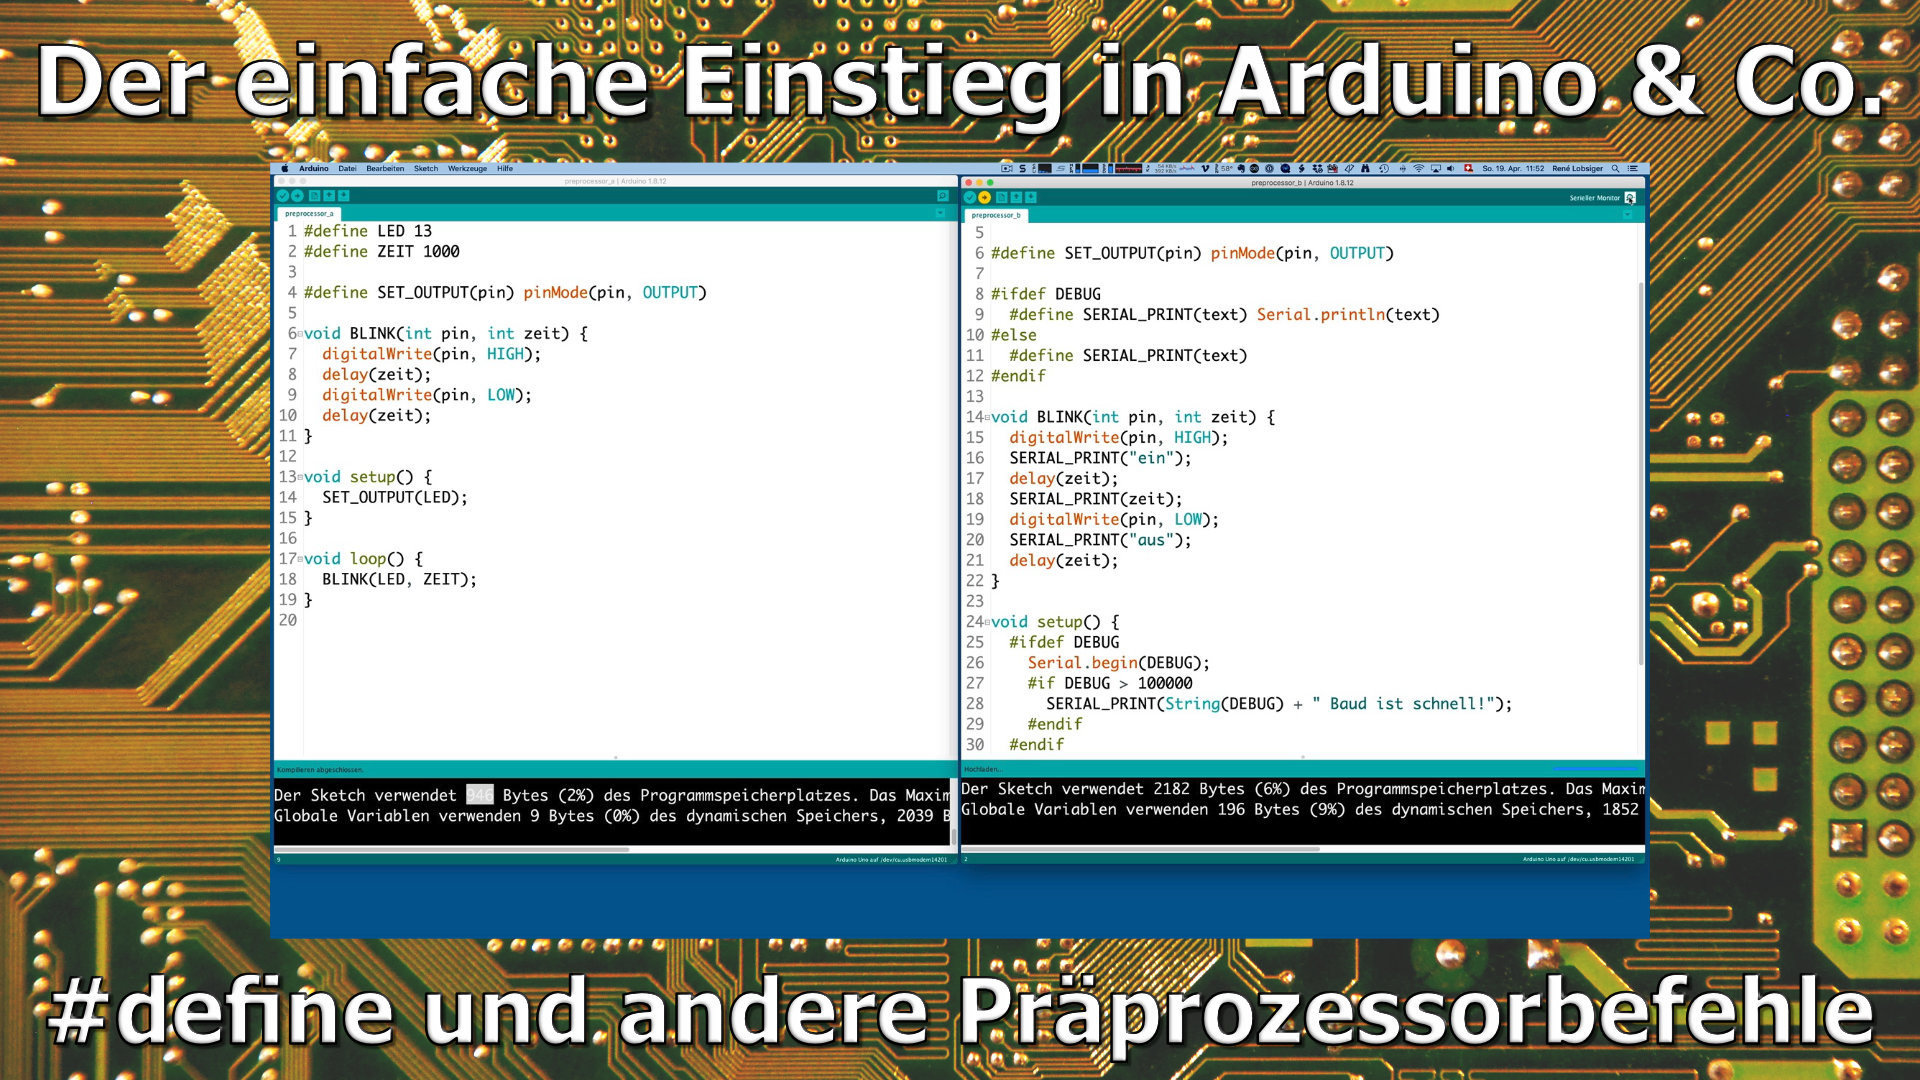 Der einfache Einstieg in Arduino & Co.
Arduino Datei Bearbeiten Sketch Werkzeuge Hilfe
So. 19. Apr. 11:52 René Lobsiger
preprocessor_a | Arduino 1.8.12
preprocessor_a
1 #define LED 13
2 #define ZEIT 1000
3
4 #define SET_OUTPUT(pin) pinMode(pin, OUTPUT)
5
6 void BLINK(int pin, int zeit) {
7 digitalWrite(pin, HIGH);
8 delay(zeit);
9 digitalWrite(pin, LOW);
10 delay(zeit);
11 }
12
13 void setup() {
14 SET_OUTPUT(LED);
15 }
16
17 void loop() {
18 BLINK(LED, ZEIT);
19 }
20
Kompilieren abgeschlossen.
Der Sketch verwendet 946 Bytes (2%) des Programmspeicherplatzes. Das Maxim
Globale Variablen verwenden 9 Bytes (0%) des dynamischen Speichers, 2039 B
9 Arduino Uno auf /dev/cu.usbmodem14201
preprocessor_b | Arduino 1.8.12
Serieller Monitor
preprocessor_b
5
6 #define SET_OUTPUT(pin) pinMode(pin, OUTPUT)
7
8 #ifdef DEBUG
9 #define SERIAL_PRINT(text) Serial.println(text)
10 #else
11 #define SERIAL_PRINT(text)
12 #endif
13
14 void BLINK(int pin, int zeit) {
15 digitalWrite(pin, HIGH);
16 SERIAL_PRINT("ein");
17 delay(zeit);
18 SERIAL_PRINT(zeit);
19 digitalWrite(pin, LOW);
20 SERIAL_PRINT("aus");
21 delay(zeit);
22 }
23
24 void setup() {
25 #ifdef DEBUG
26 Serial.begin(DEBUG);
27 #if DEBUG > 100000
28 SERIAL_PRINT(String(DEBUG) + " Baud ist schnell!");
29 #endif
30 #endif
Hochladen...
Der Sketch verwendet 2182 Bytes (6%) des Programmspeicherplatzes. Das Maxim
Globale Variablen verwenden 196 Bytes (9%) des dynamischen Speichers, 1852
2 Arduino Uno auf /dev/cu.usbmodem14201
#define und andere Präprozessorbefehle